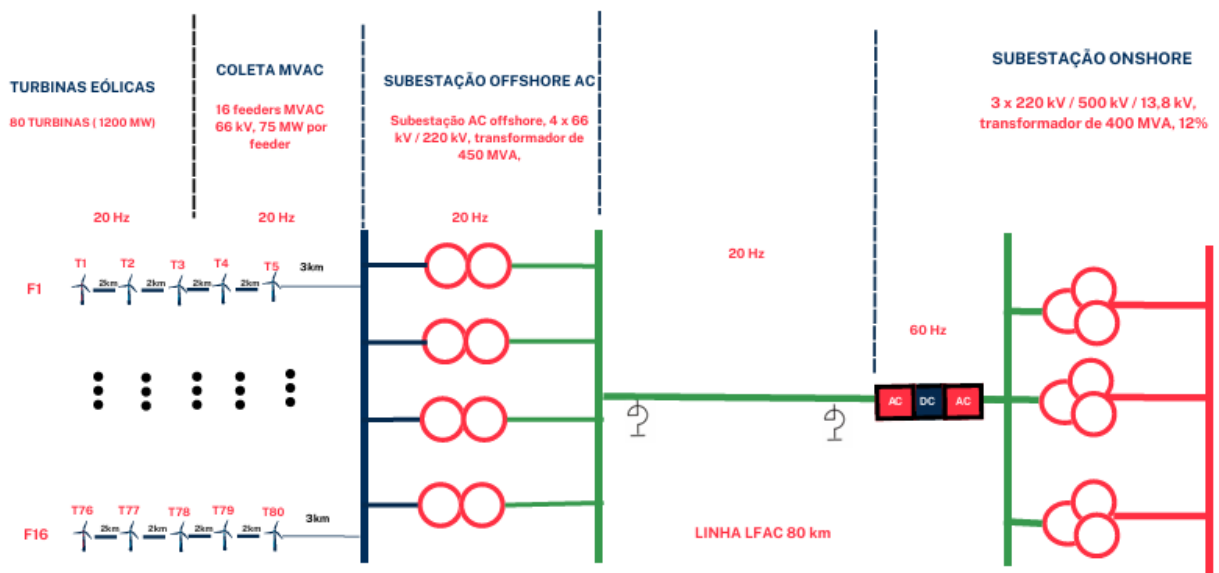 TURBINAS EÓLICAS
80 TURBINAS ( 1200 MW)
COLETA MVAC
16 feeders MVAC
66 kV, 75 MW por
feeder
SUBESTAÇÃO OFFSHORE AC
Subestação AC offshore, 4 x 66
kV / 220 kV, transformador de
450 MVA,
SUBESTAÇÃO ONSHORE
3 x 220 kV / 500 kV / 13,8 kV,
transformador de 400 MVA, 12%
20 Hz
20 Hz
20 Hz
20 Hz
60 Hz
F1
T1
T2
T3
T4
T5
2km
2km
2km
2km
3km
AC
DC
AC
F16
T76
T77
T78
T79
T80
2km
2km
2km
2km
3km
LINHA LFAC 80 km